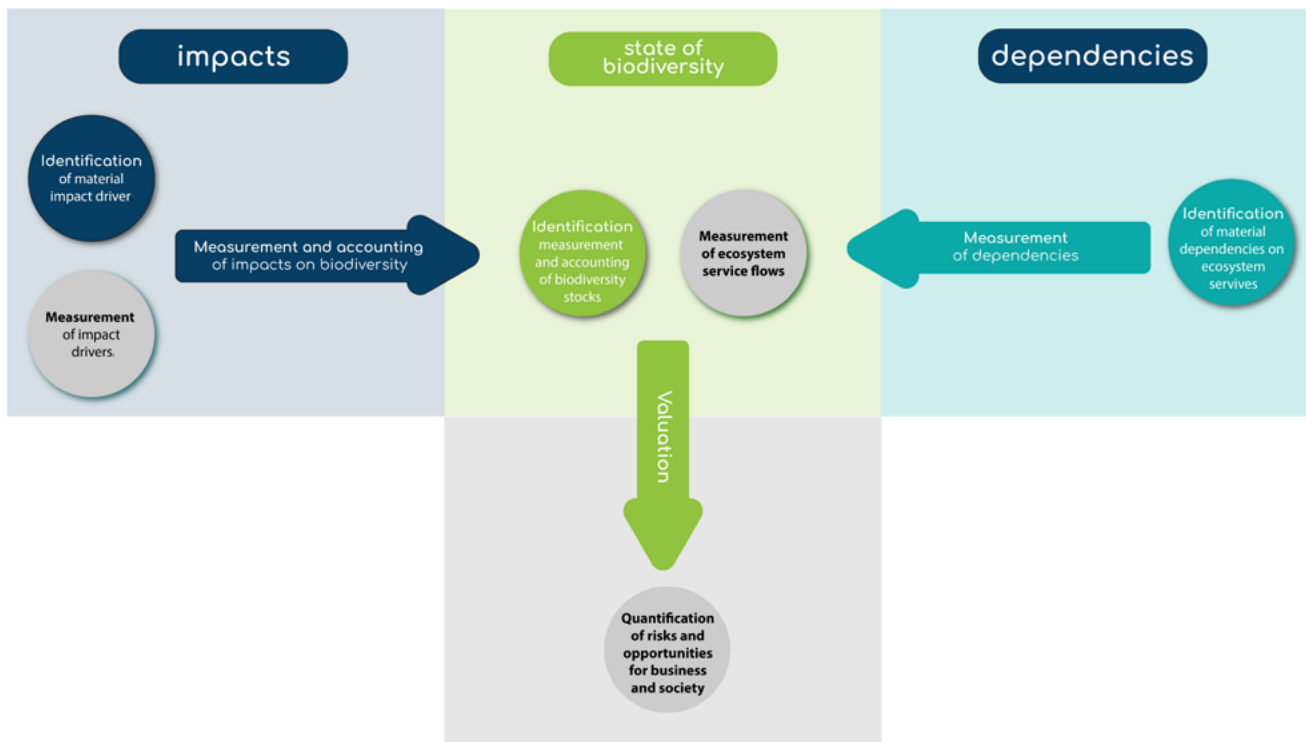 impacts
state of
biodiversity
dependencies
Identification
of material
impact driver
Measurement and accounting
of impacts on biodiversity
Measurement
of impact
drivers.
Identification
measurement
and accounting
of biodiversity
stocks
Measurement
of ecosystem
service flows
Measurement
of dependencies
Identification
of material
dependencies on
ecosystem
servives
Valuation
Quantification
of risks and
opportunities
for business
and society